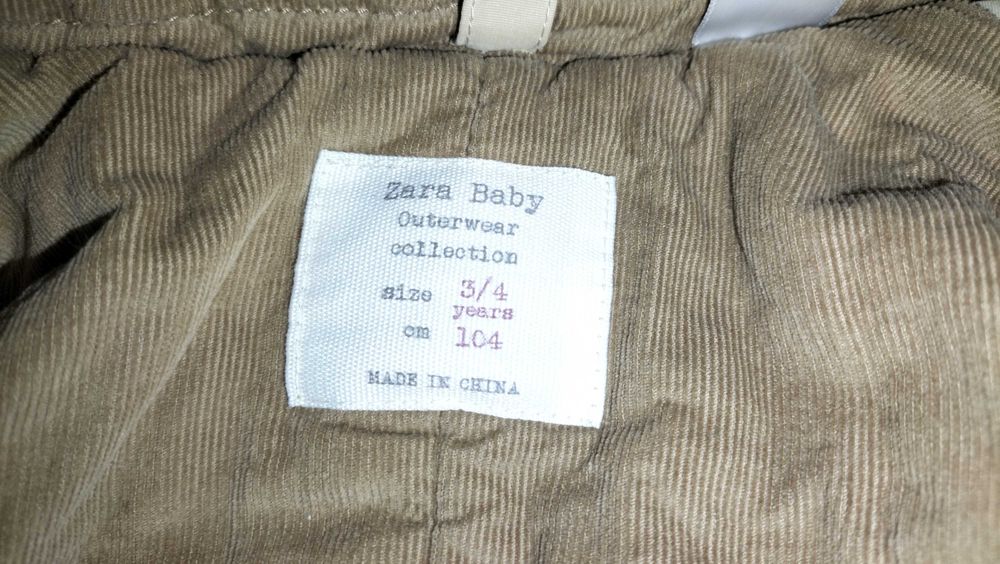 Zara Baby
Outerwear
collection
size 3/4
years
cm 104
MADE IN CHINA